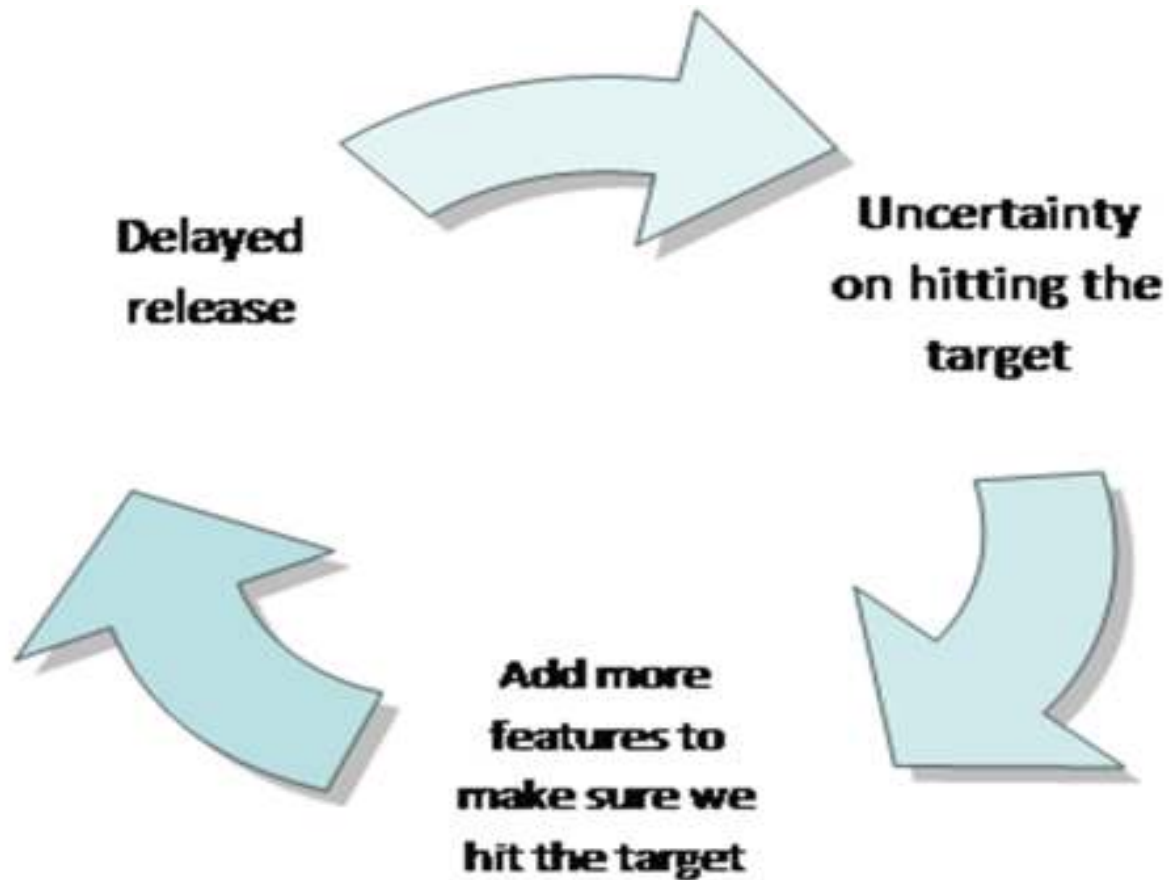 Delayed
release
Uncertainty
on hitting the
target
Add more
features to
make sure we
hit the target